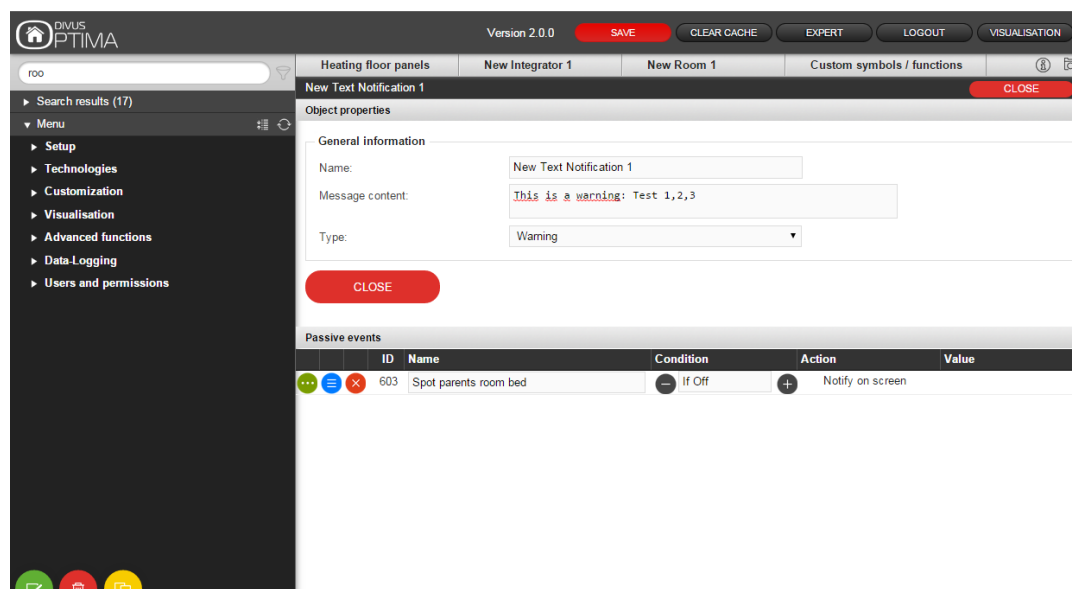 DIVUS
OPTIMA
Version 2.0.0
SAVE
CLEAR CACHE
EXPERT
LOGOUT
VISUALISATION
roo
Search results (17)
Menu
Setup
Technologies
Customization
Visualisation
Advanced functions
Data-Logging
Users and permissions
Heating floor panels
New Integrator 1
New Room 1
Custom symbols / functions
New Text Notification 1
CLOSE
Object properties
General information
Name: New Text Notification 1
Message content: This is a warning: Test 1,2,3
Type: Warning
CLOSE
Passive events
ID Name Condition Action Value
603 Spot parents room bed If Off Notify on screen